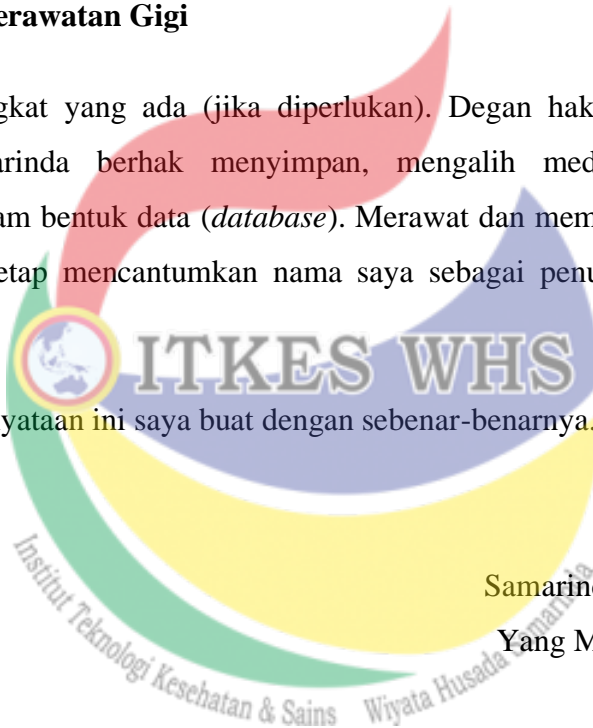 erawatan Gigi
gkat yang ada (jika diperlukan). Degan hak
arinda berhak menyimpan, mengalih med
am bentuk data (database). Merawat dan mem
etap mencantumkan nama saya sebagai penu
ITKES WHS
yataan ini saya buat dengan sebenar-benarnya.
Samarind
Yang M
Institut Teknologi Kesehatan & Sains Wiyata Husada Samarinda